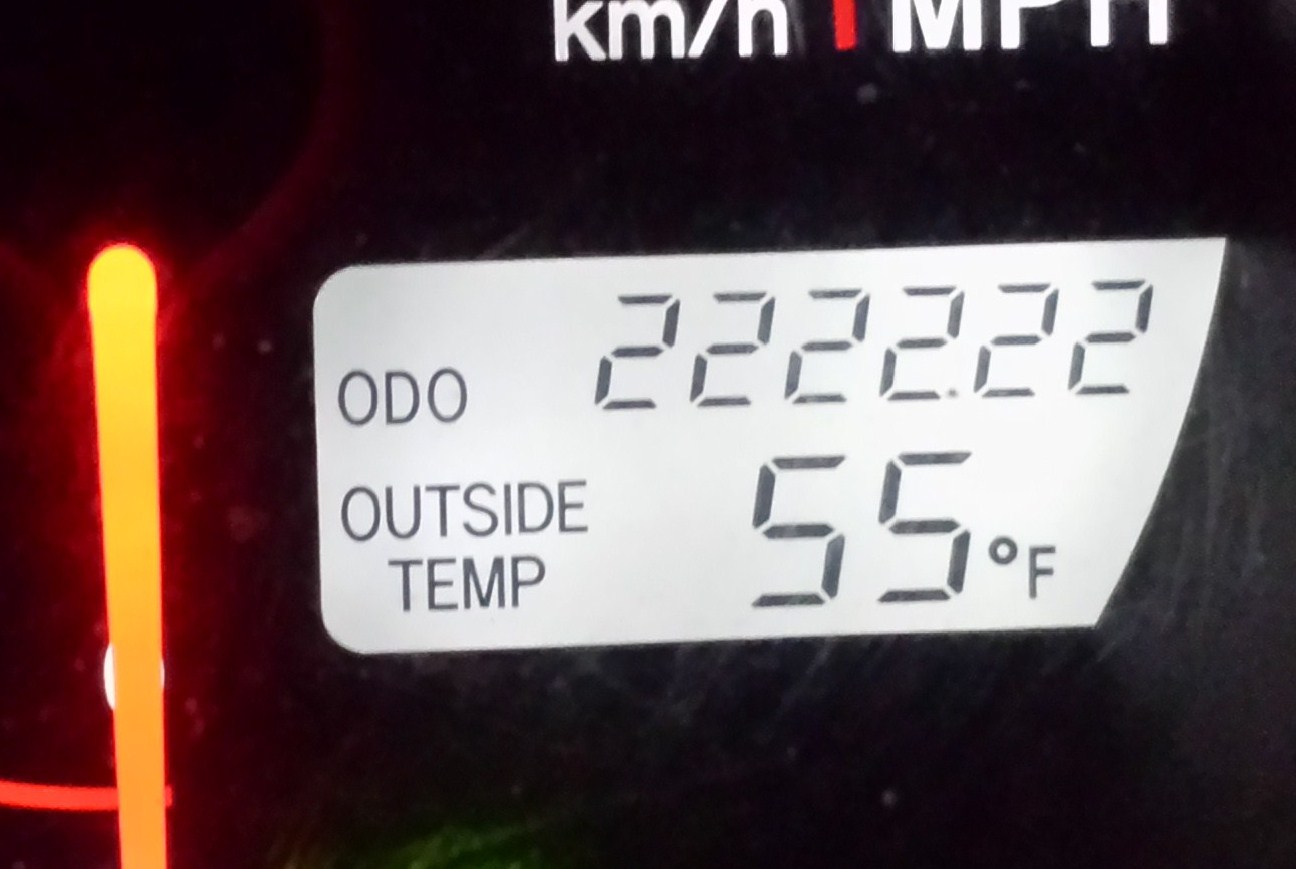 km/h MPH
ODO 222222
OUTSIDE 55°F
TEMP